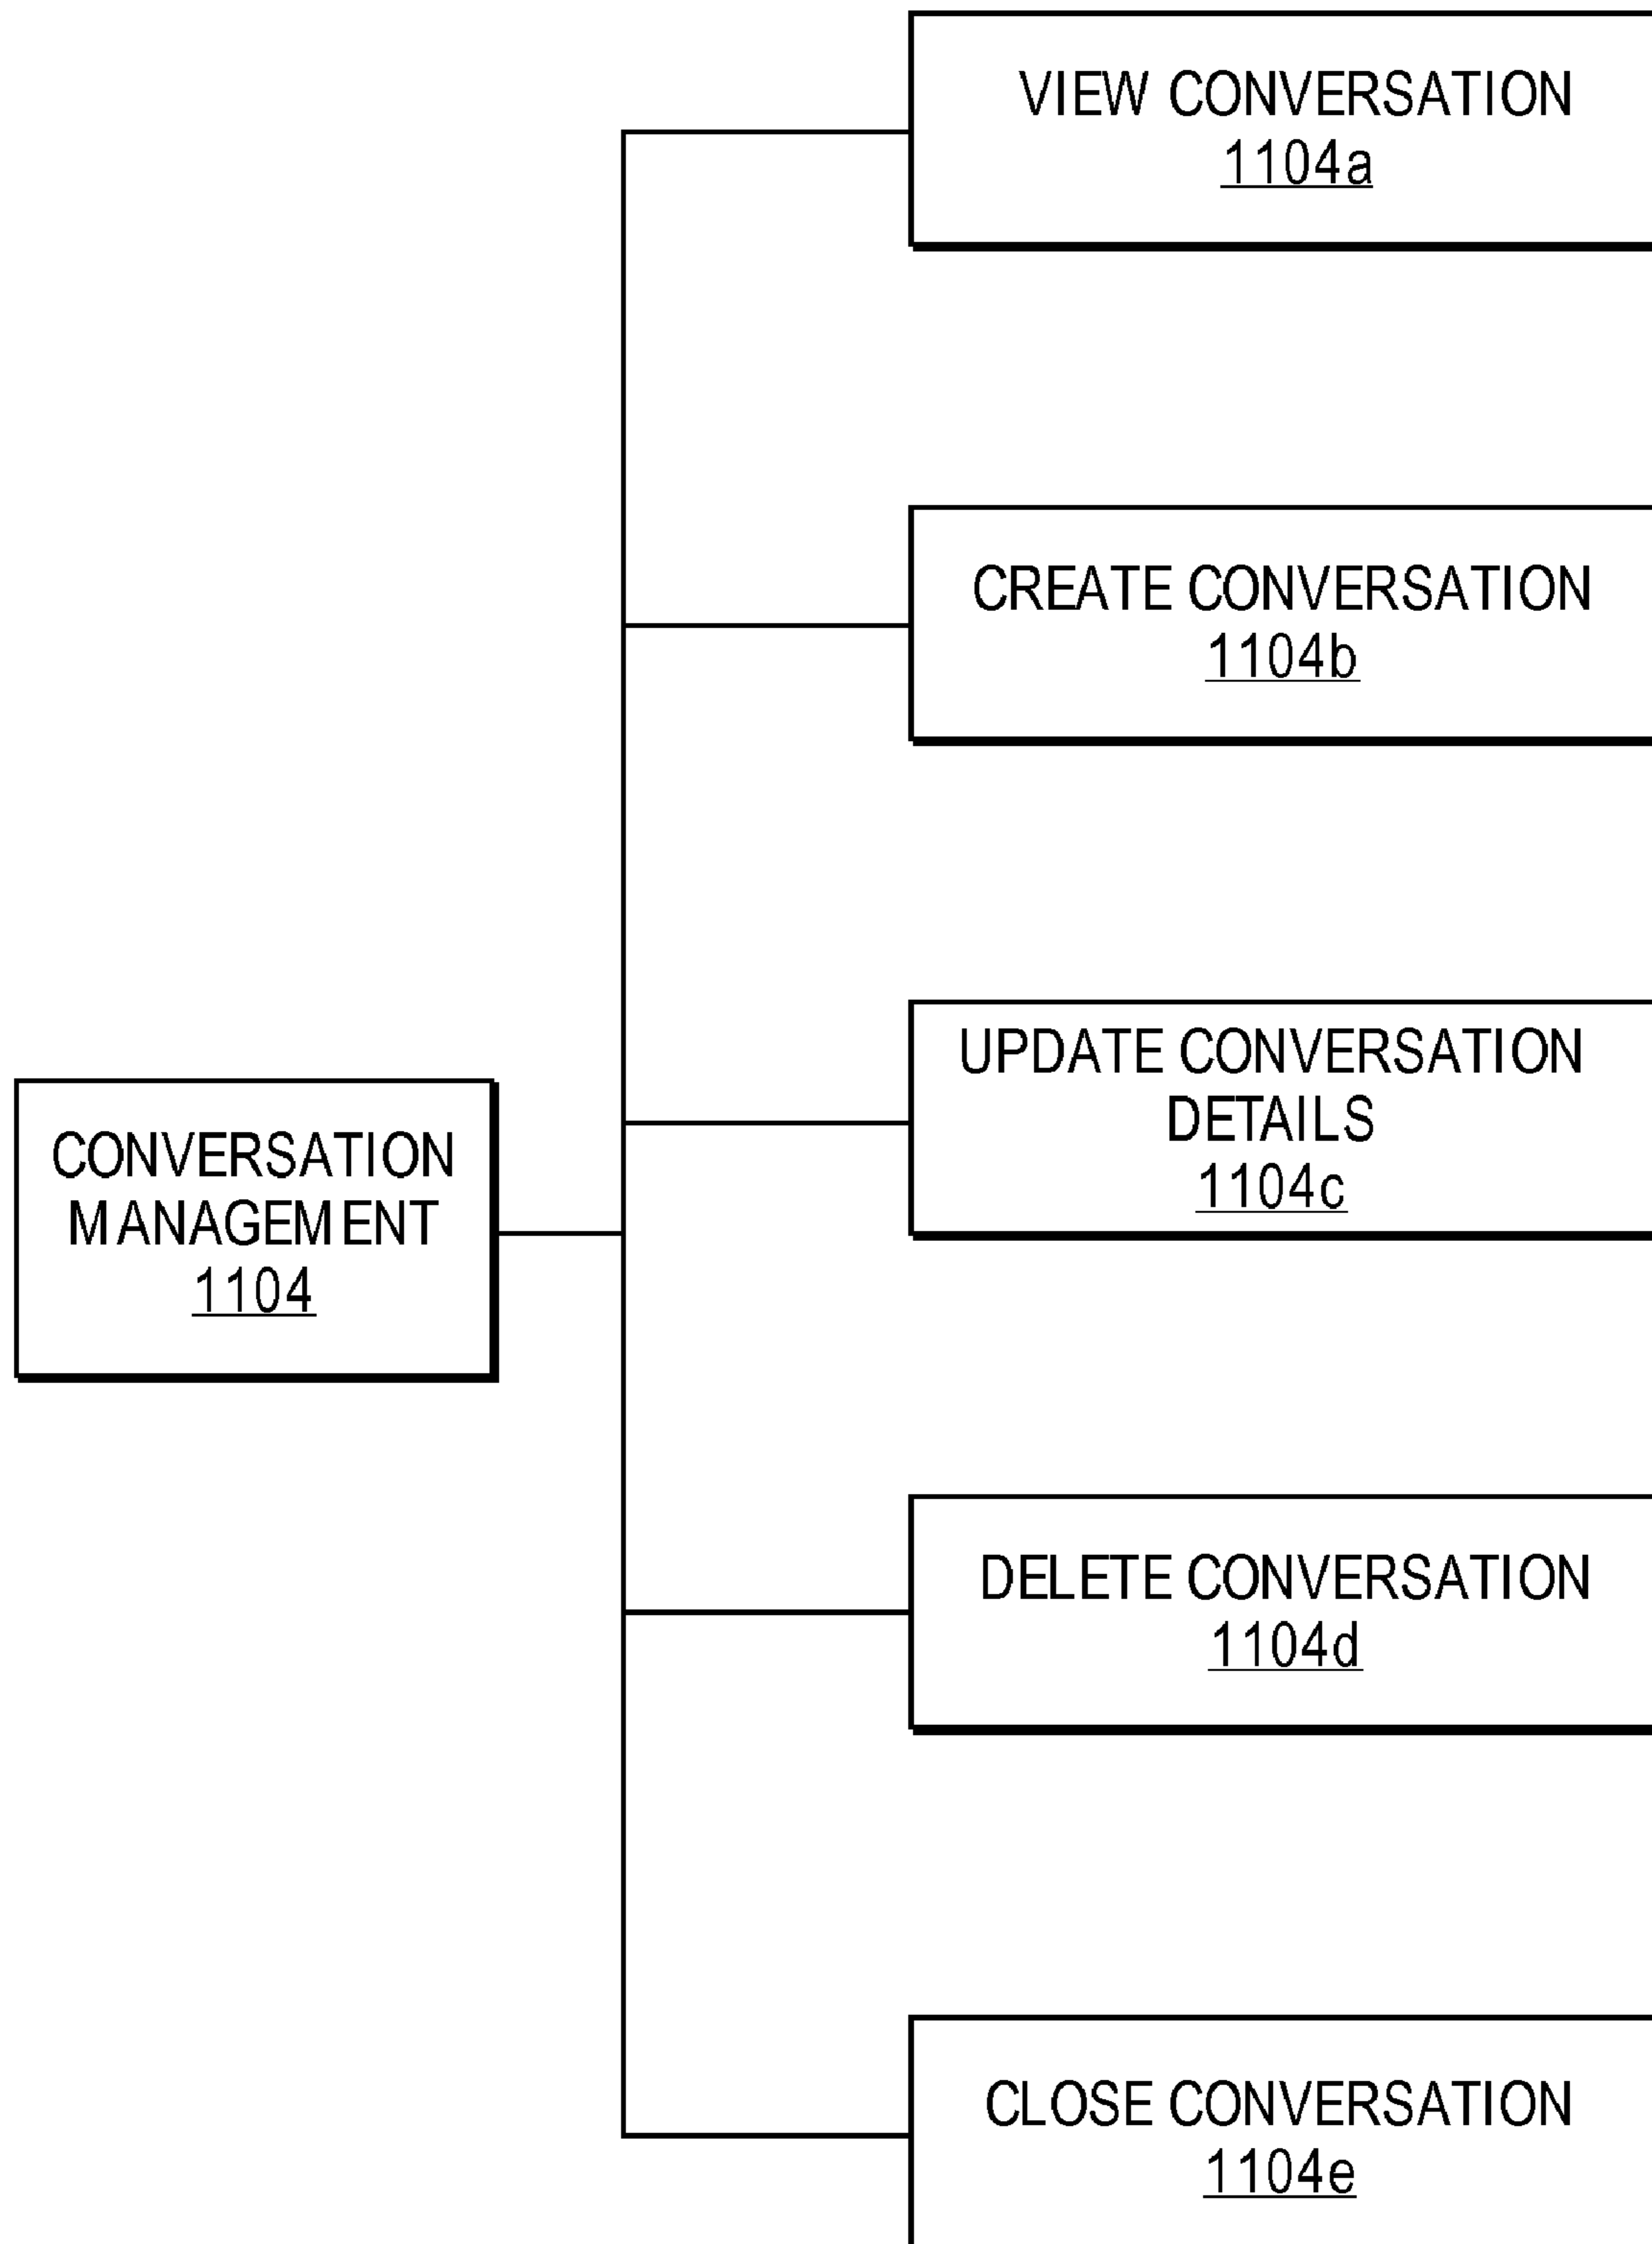 VIEW CONVERSATION
1104a
CREATE CONVERSATION
1104b
UPDATE CONVERSATION
DETAILS
1104c
CONVERSATION
MANAGEMENT
1104
DELETE CONVERSATION
1104d
CLOSE CONVERSATION
1104e